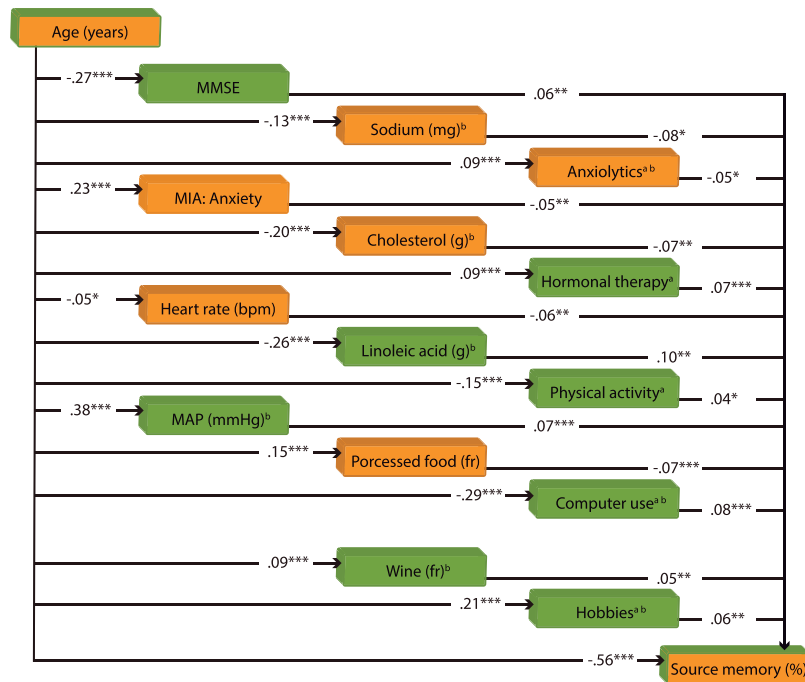 Age (years)
-.27*** MMSE .06**
-.13*** Sodium (mg)ᵇ -.08*
.09*** Anxiolyticsᵃ ᵇ -.05*
.23*** MIA: Anxiety -.05**
-.20*** Cholesterol (g)ᵇ -.07**
.09*** Hormonal therapyᵃ .07***
-.05* Heart rate (bpm) -.06**
-.26*** Linoleic acid (g)ᵇ .10**
-.15*** Physical activityᵃ .04*
.38*** MAP (mmHg)ᵇ .07***
.15*** Porcessed food (fr) -.07***
-.29*** Computer useᵃ ᵇ .08***
.09*** Wine (fr)ᵇ .05**
.21*** Hobbiesᵃ ᵇ .06**
-.56*** Source memory (%)